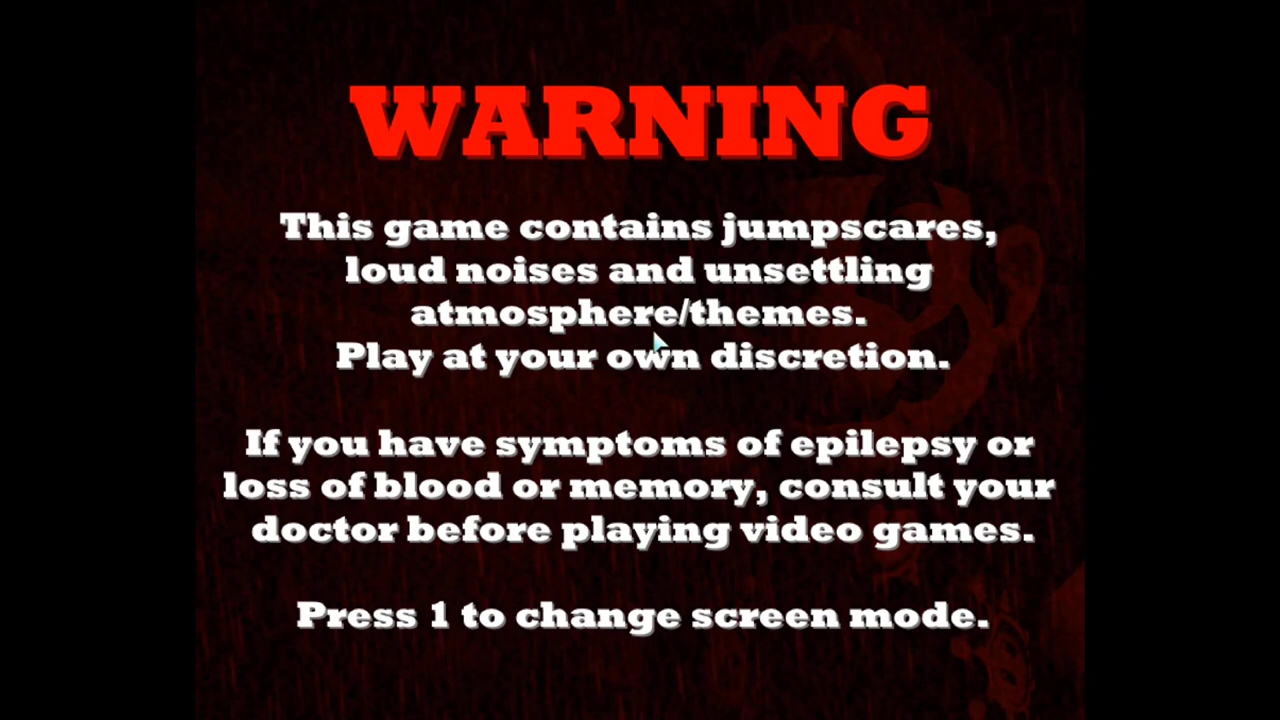 WARNING
This game contains jumpscares,
loud noises and unsettling
atmosphere/themes.
Play at your own discretion.
If you have symptoms of epilepsy or
loss of blood or memory, consult your
doctor before playing video games.
Press 1 to change screen mode.